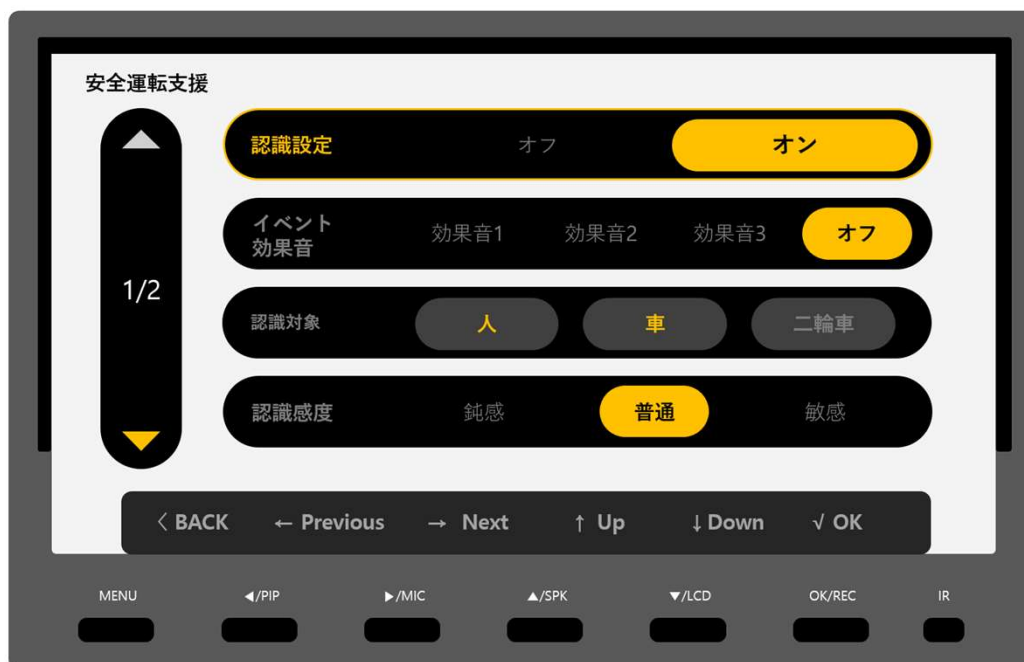 安全運転支援
認識設定 オフ オン
イベント
効果音 効果音1 効果音2 効果音3 オフ
1/2
認識対象 人 車 二輪車
認識感度 鈍感 普通 敏感
〈 BACK ← Previous → Next ↑ Up ↓ Down √ OK
MENU ◀/PIP ▶/MIC ▲/SPK ▼/LCD OK/REC IR